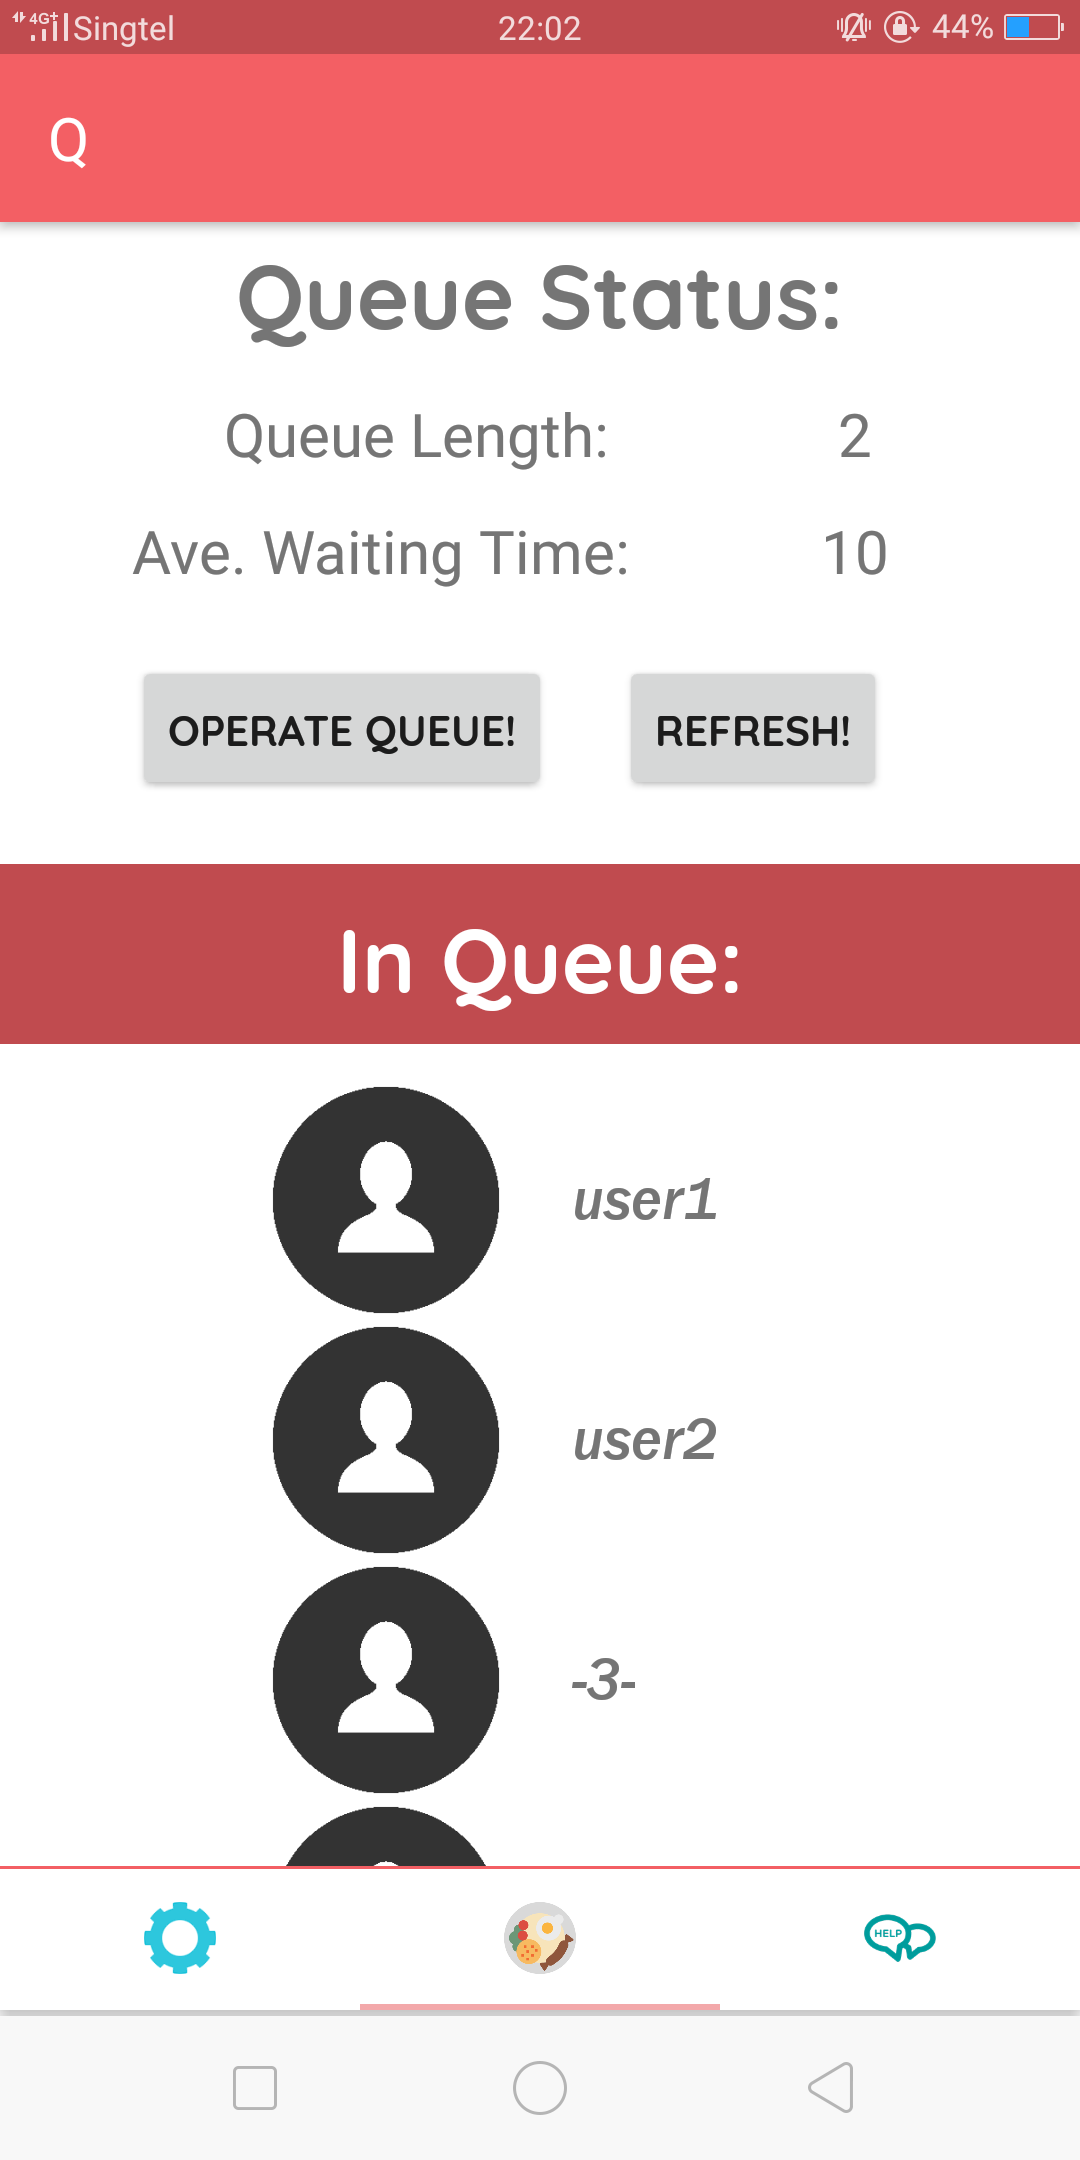 4G+ Singtel 22:02 44%
Q
Queue Status:
Queue Length: 2
Ave. Waiting Time: 10
OPERATE QUEUE! REFRESH!
In Queue:
user1
user2
-3-
HELP